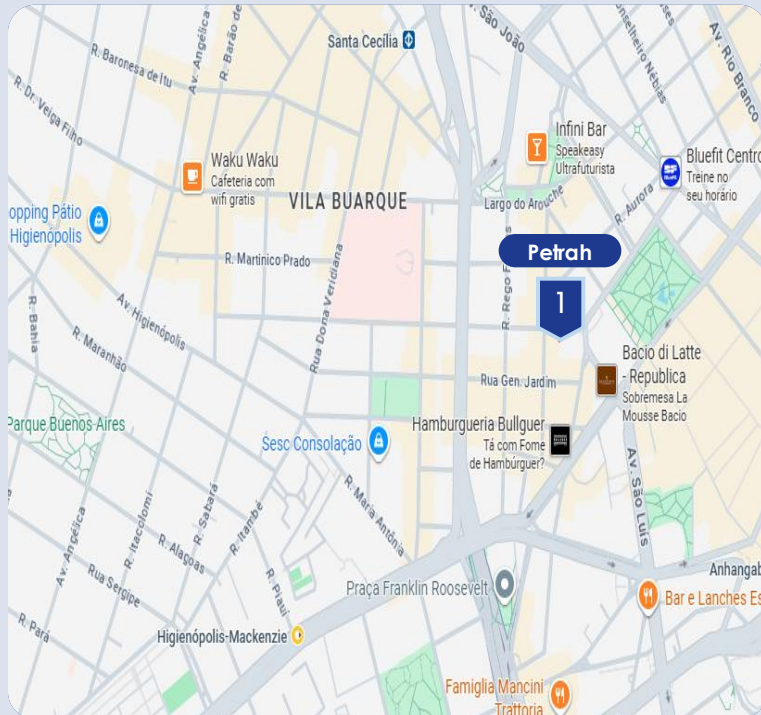 Santa Cecília
Av. São João
Conselheiro Nébias
Av. Rio Branco
R. Baronesa de Itu
Av. Angélica
R. Barão de
R. Dr. Veiga Filho
Waku Waku
Cafeteria com
wifi gratis
Infini Bar
Speakeasy
Ultrafuturista
Bluefit Centro
Treine no
seu horário
VILA BUARQUE
Largo do Arouche
R. Aurora
opping Pátio
Higienópolis
R. Martinico Prado
Rua Dona Veridiana
Petrah
1
R. Rego F
R. Bahia
Av. Higienópolis
R. Maranhão
Rua Gen. Jardim
Bacio di Latte
- Republica
Sobremesa La
Mousse Bacio
Parque Buenos Aires
Sesc Consolação
Hamburgueria Bullguer
Tá com Fome
de Hambúrguer?
R. Maria Antônia
Av. São Luís
Av. Angélica
R. Itacolomí
R. Sabará
R. Itambé
R. Alagoas
Rua Sergipe
R. Piauí
R. Pará
Praça Franklin Roosevelt
Anhangab
Higienópolis-Mackenzie
Bar e Lanches Es
Famiglia Mancini
Trattoria